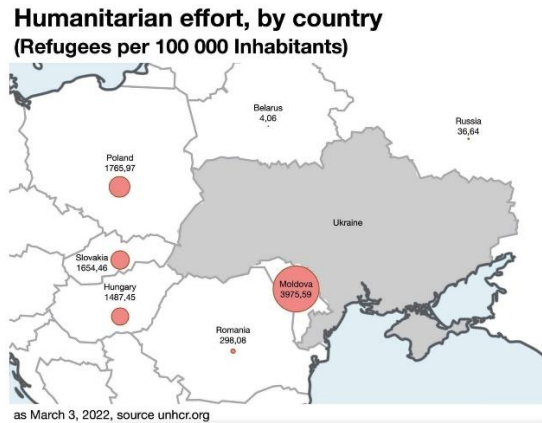 Humanitarian effort, by country
(Refugees per 100 000 Inhabitants)
Belarus
4,06
Russia
36,64
Poland
1765,97
Ukraine
Slovakia
1654,46
Hungary
1487,45
Moldova
3975,59
Romania
298,08
as March 3, 2022, source unhcr.org